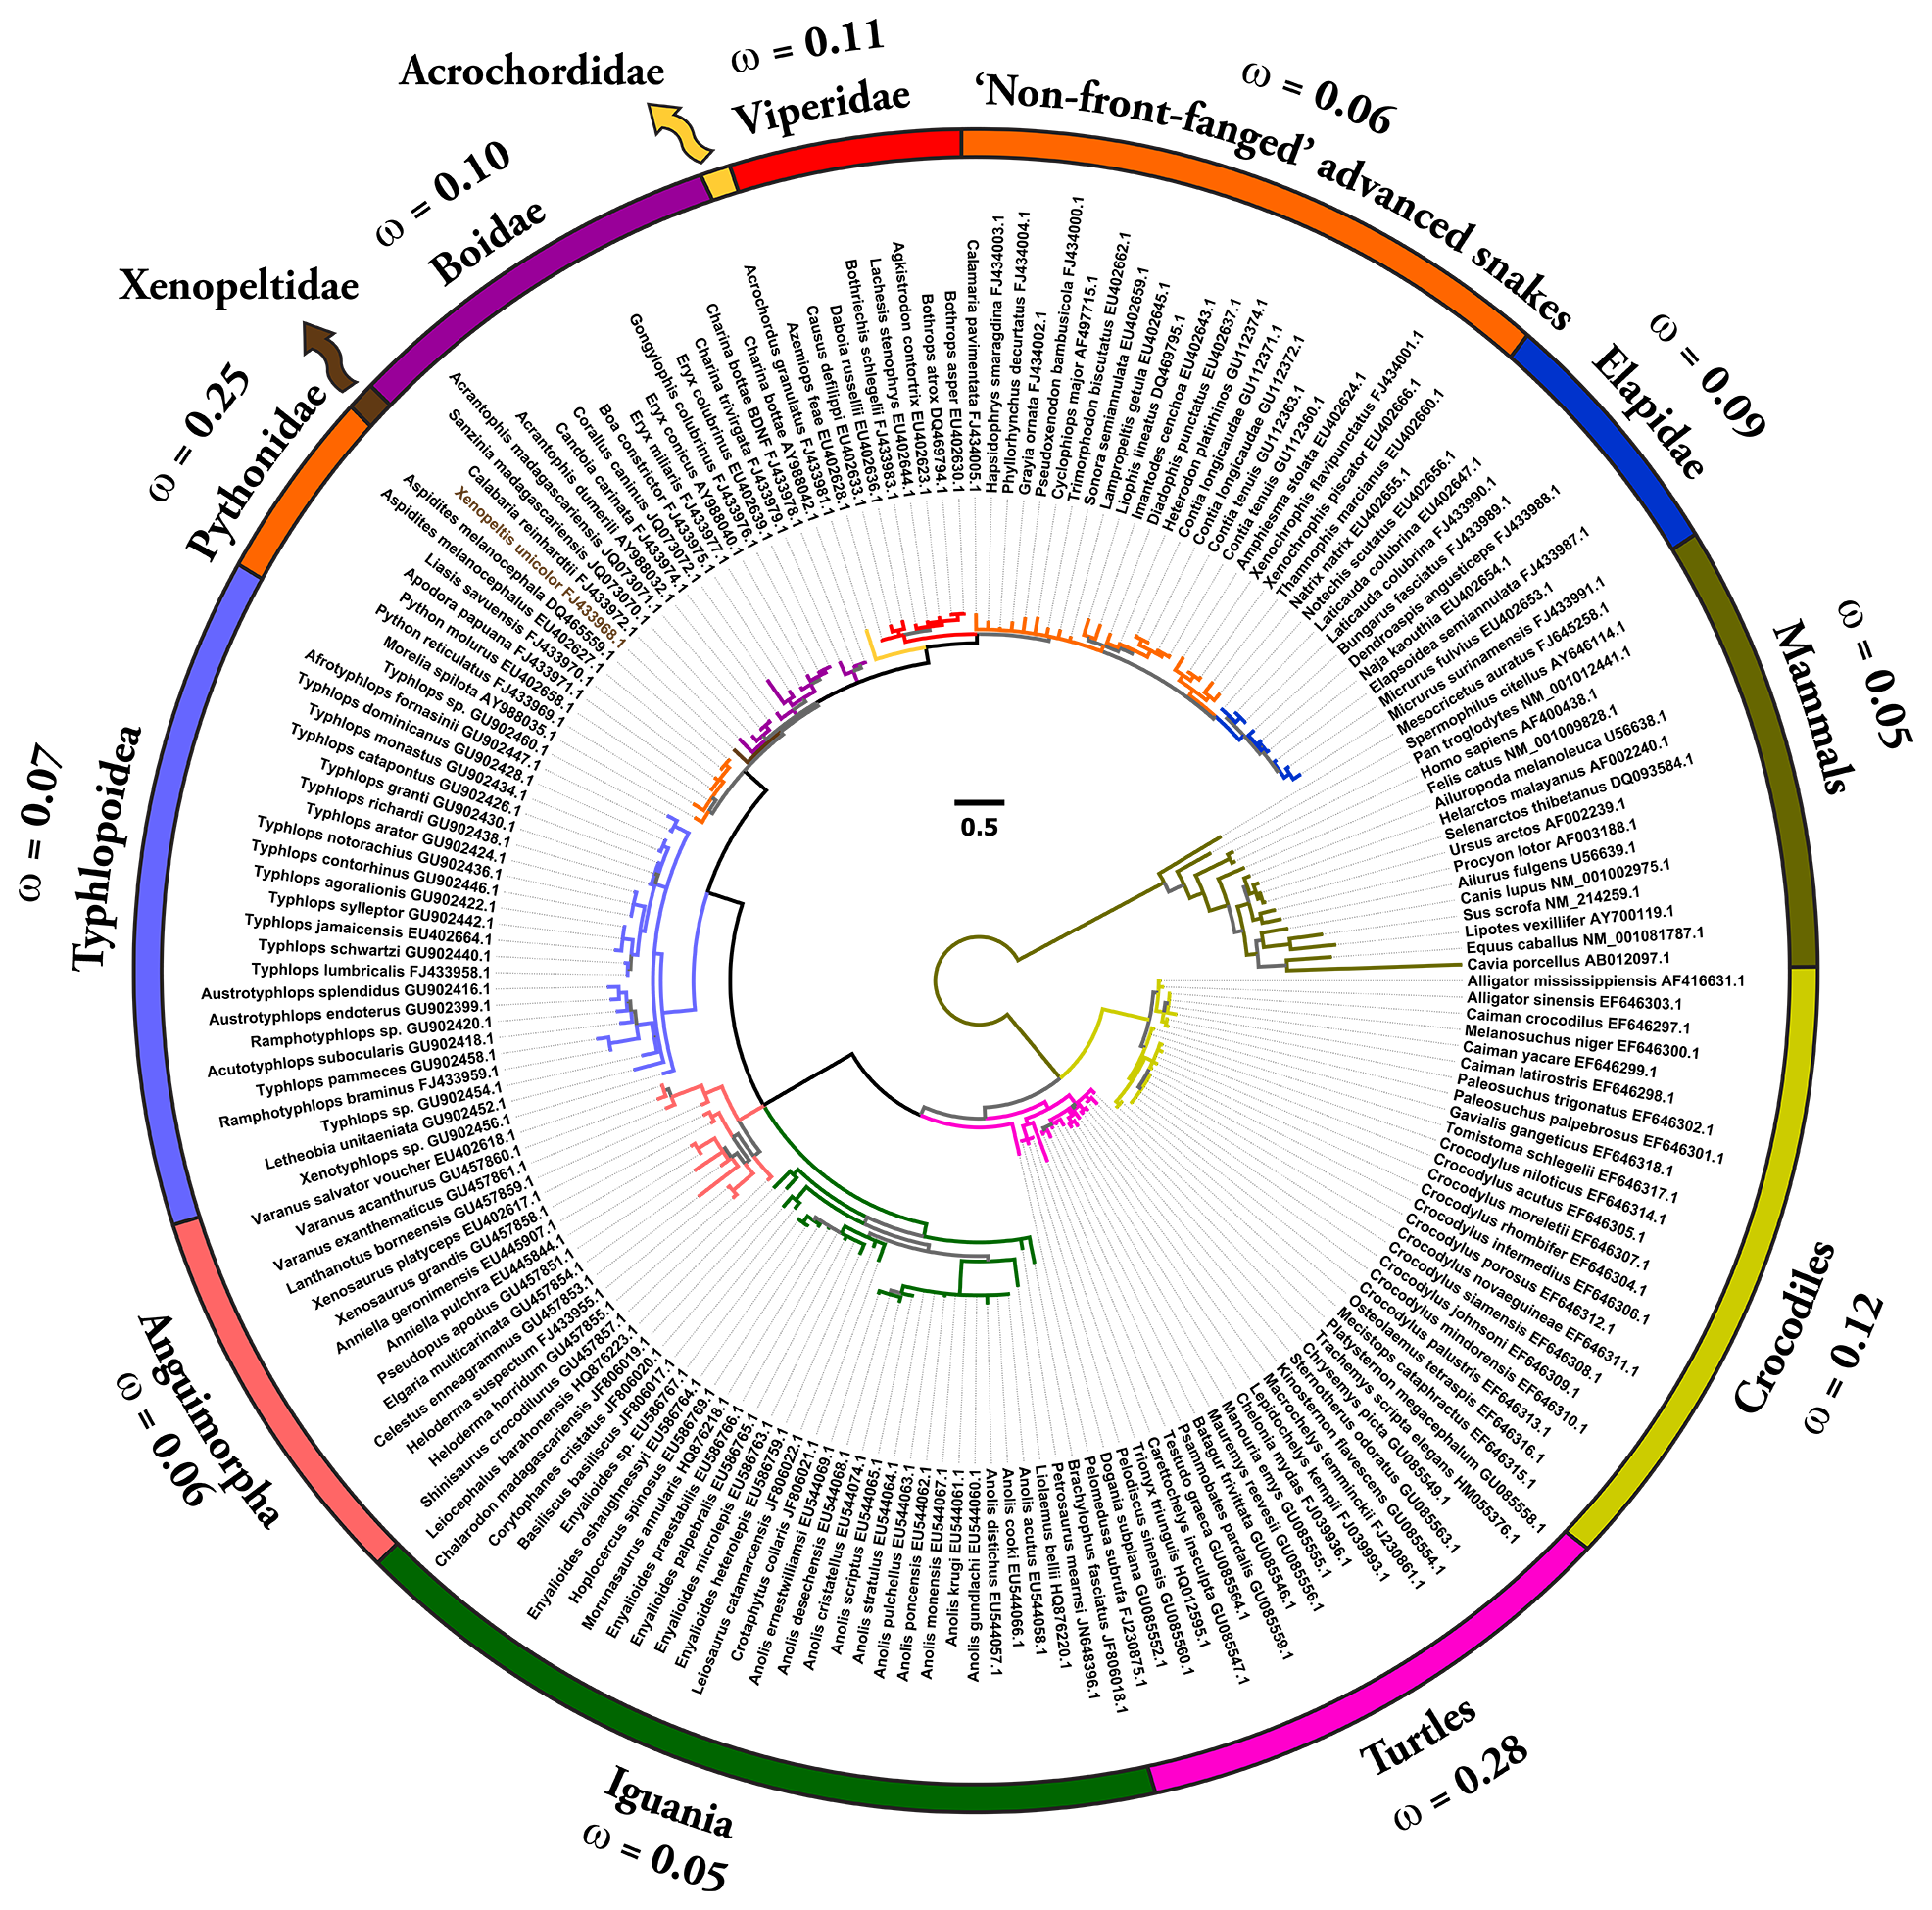 Acrochordidae
ω = 0.11
Viperidae
‘Non-front-fanged’ advanced snakes
ω = 0.06
Elapidae
ω = 0.09
Mammals
ω = 0.05
Crocodiles
ω = 0.12
Turtles
ω = 0.28
Iguania
ω = 0.05
Anguimorpha
ω = 0.06
Typhlopoidea
ω = 0.07
Pythonidae
ω = 0.25
Xenopeltidae
Boidae
ω = 0.10
0.5
Calamaria pavimentata FJ434005.1
Hapsidophrys smaragdina FJ434003.1
Phyllorhynchus decurtatus FJ434004.1
Grayia ornata FJ434002.1
Pseudoxenodon bambusicola FJ434000.1
Cyclophiops major AF497715.1
Trimorphodon biscutatus EU402662.1
Sonora semiannulata EU402659.1
Lampropeltis getula EU402645.1
Liophis lineatus DQ469795.1
Imantodes cenchoa EU402643.1
Diadophis punctatus EU402637.1
Heterodon platirhinos GU112374.1
Contia longicaudae GU112371.1
Contia longicaudae GU112372.1
Contia tenuis GU112363.1
Contia tenuis GU112360.1
Amphiesma stolata EU402624.1
Xenochrophis flavipunctatus FJ434001.1
Xenochrophis piscator EU402666.1
Thamnophis marcianus EU402660.1
Natrix natrix EU402655.1
Notechis scutatus EU402656.1
Laticauda colubrina EU402647.1
Laticauda colubrina FJ433990.1
Bungarus fasciatus FJ433989.1
Dendroaspis angusticeps FJ433988.1
Naja kaouthia EU402654.1
Elapsoidea semiannulata FJ433987.1
Micrurus fulvius EU402653.1
Micrurus surinamensis FJ433991.1
Mesocricetus auratus FJ645258.1
Spermophilus citellus AY646114.1
Pan troglodytes NM_001012441.1
Homo sapiens AF400438.1
Felis catus NM_001009828.1
Ailuropoda melanoleuca U56638.1
Helarctos malayanus AF002240.1
Selenarctos thibetanus DQ093584.1
Ursus arctos AF002239.1
Procyon lotor AF003188.1
Ailurus fulgens U56639.1
Canis lupus NM_001002975.1
Sus scrofa NM_214259.1
Lipotes vexillifer AY700119.1
Equus caballus NM_001081787.1
Cavia porcellus AB012097.1
Alligator mississippiensis AF416631.1
Alligator sinensis EF646303.1
Caiman crocodilus EF646297.1
Melanosuchus niger EF646300.1
Caiman yacare EF646299.1
Caiman latirostris EF646298.1
Paleosuchus trigonatus EF646302.1
Paleosuchus palpebrosus EF646301.1
Gavialis gangeticus EF646318.1
Tomistoma schlegelii EF646317.1
Crocodylus niloticus EF646314.1
Crocodylus acutus EF646305.1
Crocodylus moreletii EF646307.1
Crocodylus rhombifer EF646304.1
Crocodylus intermedius EF646306.1
Crocodylus porosus EF646312.1
Crocodylus novaeguineae EF646311.1
Crocodylus siamensis EF646308.1
Crocodylus johnsoni EF646309.1
Crocodylus mindorensis EF646310.1
Crocodylus palustris EF646313.1
Osteolaemus tetraspis EF646316.1
Mecistops cataphractus EF646315.1
Platysternon megacephalum GU085558.1
Trachemys scripta elegans HM05376.1
Chrysemys picta GU085549.1
Sternotherus odoratus GU085563.1
Kinosternon flavescens GU085554.1
Macrochelys temminckii FJ230861.1
Lepidochelys kempii FJ039993.1
Chelonia mydas FJ039936.1
Manouria emys GU085555.1
Mauremys reevesii GU085556.1
Batagur trivittata GU085546.1
Psammobates pardalis GU085559.1
Testudo graeca GU085564.1
Carettochelys insculpta GU085547.1
Trionyx triunguis HQ012595.1
Pelodiscus sinensis GU085560.1
Dogania subplana GU085552.1
Pelomedusa subrufa FJ230875.1
Brachylophus fasciatus JF806018.1
Petrosaurus mearnsi JN648396.1
Liolaemus bellii HQ876220.1
Anolis acutus EU544058.1
Anolis cooki EU544066.1
Anolis distichus EU544057.1
Anolis gundlachi EU544060.1
Anolis krugi EU544061.1
Anolis monensis EU544067.1
Anolis poncensis EU544062.1
Anolis pulchellus EU544063.1
Anolis stratulus EU544064.1
Anolis scriptus EU544065.1
Anolis cristatellus EU544074.1
Anolis desechensis EU544068.1
Anolis ernestwilliamsi EU544069.1
Crotaphytus collaris JF806021.1
Leiosaurus catamarcensis JF806022.1
Enyalioides heterolepis EU586759.1
Enyalioides microlepis EU586763.1
Enyalioides palpebralis EU586765.1
Enyalioides praestabilis EU586766.1
Morunasaurus annularis HQ876218.1
Hoplocercus spinosus EU586769.1
Enyalioides oshaughnessyi EU586764.1
Enyalioides sp. EU586767.1
Basiliscus basiliscus JF806017.1
Corytophanes cristatus JF806020.1
Chalarodon madagascariensis JF806019.1
Leiocephalus barahonensis HQ876223.1
Shinisaurus crocodilurus GU457857.1
Heloderma horridum GU457855.1
Heloderma suspectum FJ433955.1
Celestus enneagrammus GU457853.1
Elgaria multicarinata GU457854.1
Pseudopus apodus GU457851.1
Anniella pulchra EU445844.1
Anniella geronimensis EU445907.1
Xenosaurus grandis GU457858.1
Xenosaurus platyceps EU402617.1
Lanthanotus borneensis GU457859.1
Varanus exanthematicus GU457861.1
Varanus acanthurus GU457860.1
Varanus salvator voucher EU402618.1
Xenotyphlops sp. GU902456.1
Letheobia unitaeniata GU902452.1
Typhlops sp. GU902454.1
Ramphotyphlops braminus FJ433959.1
Typhlops pammeces GU902458.1
Acutotyphlops subocularis GU902418.1
Ramphotyphlops sp. GU902420.1
Austrotyphlops endoterus GU902399.1
Austrotyphlops splendidus GU902416.1
Typhlops lumbricalis FJ433958.1
Typhlops schwartzi GU902440.1
Typhlops jamaicensis EU402664.1
Typhlops sylleptor GU902442.1
Typhlops agoralionis GU902422.1
Typhlops contorhinus GU902446.1
Typhlops notorachius GU902436.1
Typhlops arator GU902424.1
Typhlops richardi GU902438.1
Typhlops granti GU902430.1
Typhlops catapontus GU902426.1
Typhlops monastus GU902434.1
Typhlops dominicanus GU902428.1
Afrotyphlops fornasinii GU902447.1
Typhlops sp. GU902460.1
Morelia spilota AY988035.1
Python reticulatus FJ433969.1
Python molurus EU402658.1
Apodora papuana FJ433971.1
Liasis savuensis FJ433970.1
Aspidites melanocephalus EU402627.1
Aspidites melanocephala DQ465559.1
Xenopeltis unicolor FJ433968.1
Calabaria reinhardtii FJ433972.1
Sanzinia madagascariensis JQ073070.1
Acrantophis madagascariensis JQ073071.1
Acrantophis dumerili AY988032.1
Candoia carinata FJ433974.1
Corallus caninus JQ073072.1
Boa constrictor FJ433975.1
Eryx miliaris FJ433977.1
Eryx conicus AY988040.1
Gongylophis colubrinus FJ433976.1
Eryx colubrinus EU402639.1
Charina trivirgata FJ433979.1
Charina bottae BDNF FJ433978.1
Charina bottae AY988042.1
Acrochordus granulatus FJ433981.1
Azemiops feae EU402628.1
Causus defilippi EU402633.1
Daboia russellii EU402636.1
Bothriechis schlegelii FJ433983.1
Lachesis stenophrys EU402644.1
Agkistrodon contortrix EU402623.1
Bothrops atrox DQ469794.1
Bothrops asper EU402630.1